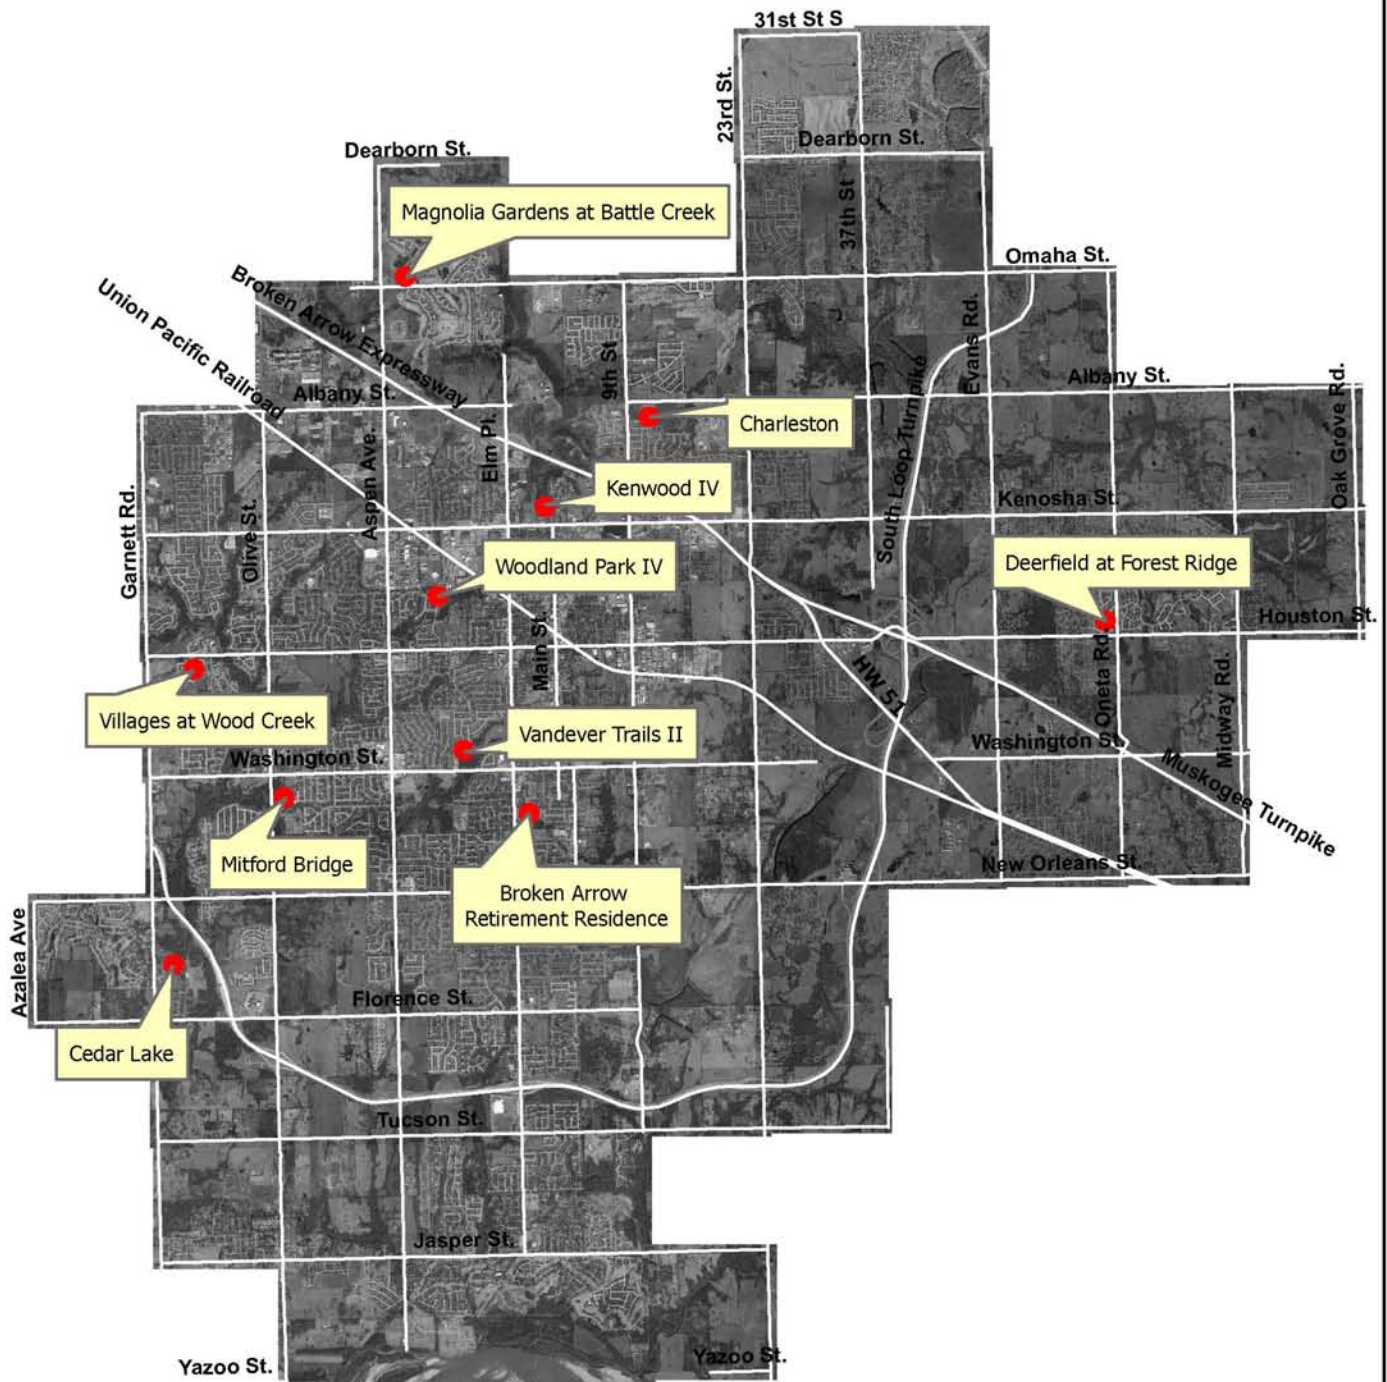 31st St S
23rd St.
Dearborn St.
Dearborn St.
Magnolia Gardens at Battle Creek
37th St
Omaha St.
Broken Arrow Expressway
Union Pacific Railroad
Evans Rd.
9th St
Albany St.
Albany St.
Oak Grove Rd.
South Loop Turnpike
Charleston
Elm Pl.
Aspen Ave.
Kenwood IV
Kenosha St.
Garnett Rd.
Olive St.
Woodland Park IV
Deerfield at Forest Ridge
Houston St.
Main St.
HW 51
Oneta Rd.
Midway Rd.
Villages at Wood Creek
Vandever Trails II
Washington St.
Washington St.
Muskogee Turnpike
Mitford Bridge
New Orleans St.
Broken Arrow
Retirement Residence
Azalea Ave
Florence St.
Cedar Lake
Tucson St.
Jasper St.
Yazoo St.
Yazoo St.